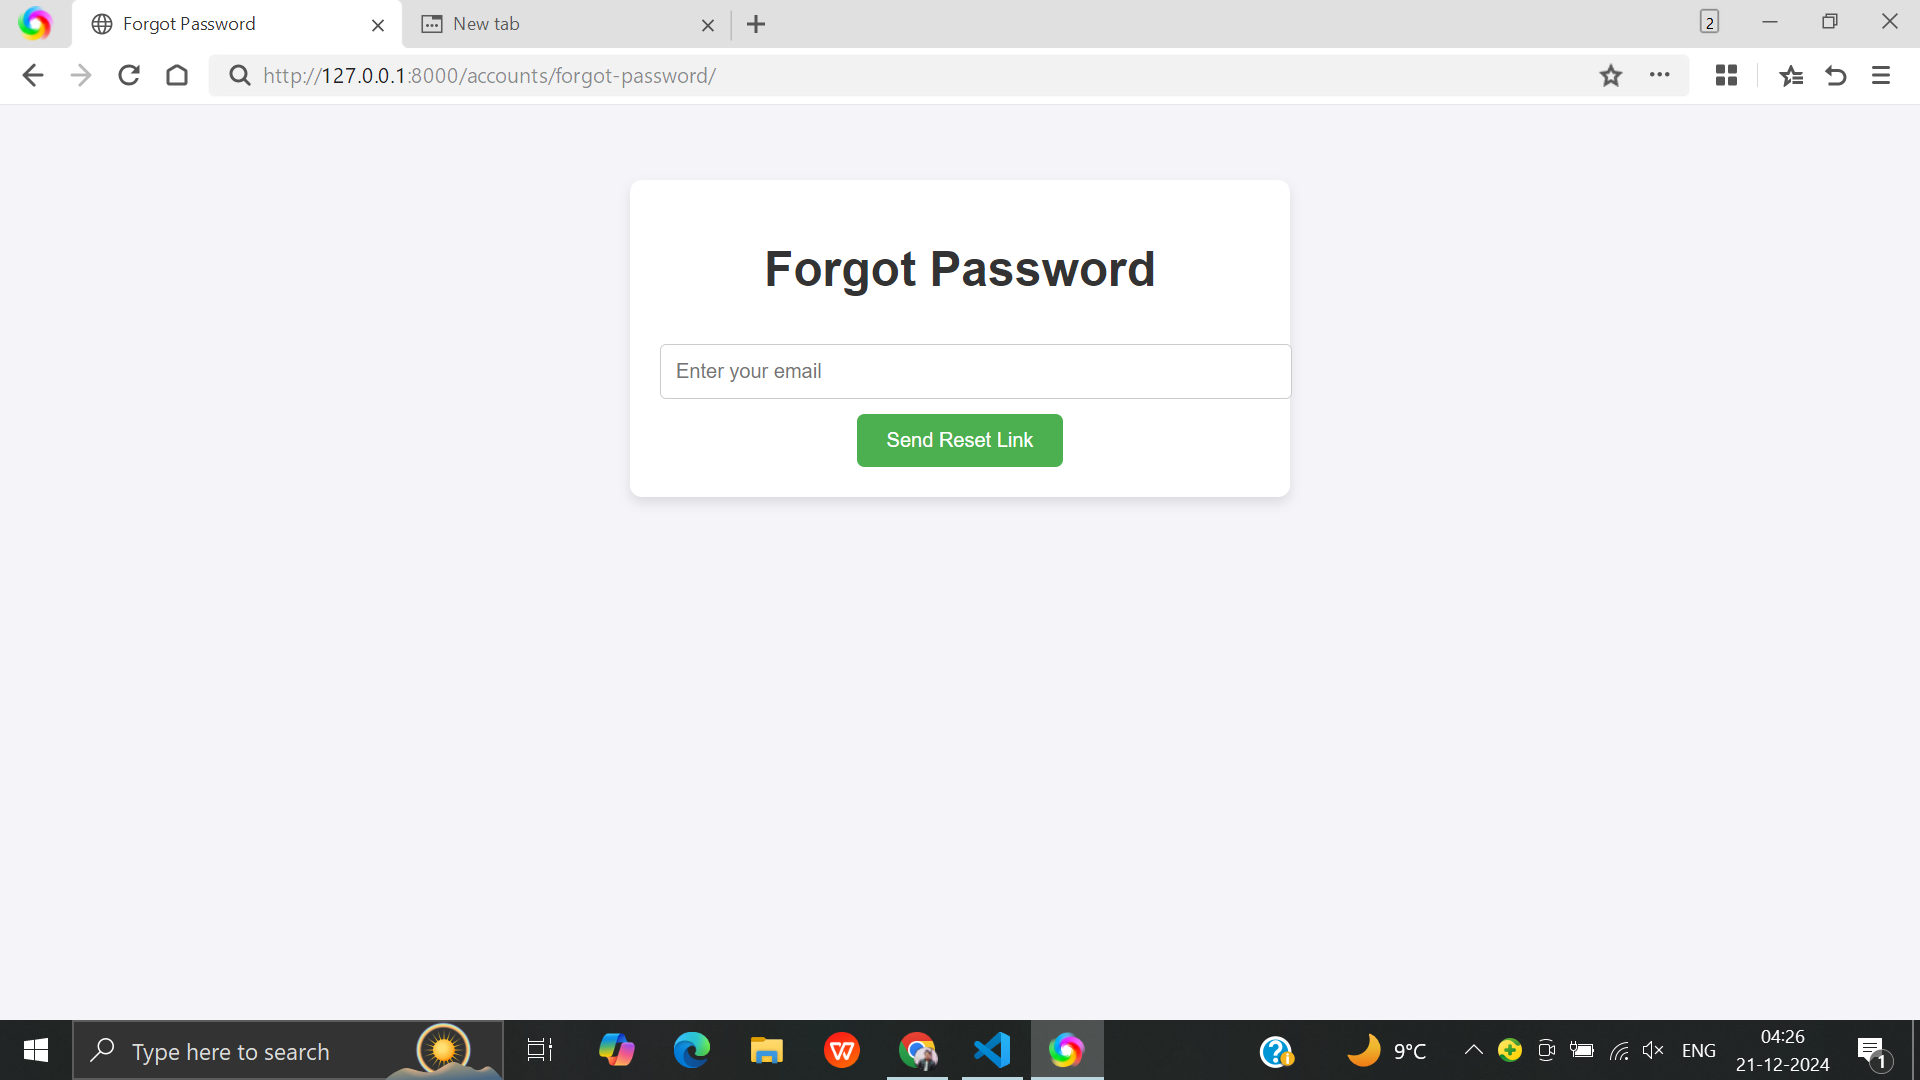 Forgot Password
New tab
2
http://127.0.0.1:8000/accounts/forgot-password/
Forgot Password
Enter your email
Send Reset Link
Type here to search
9°C
ENG
04:26
21-12-2024
1